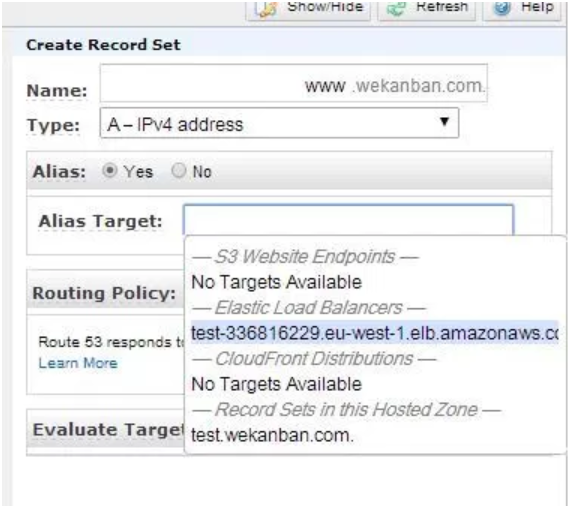 Show/Hide Refresh Help
Create Record Set
Name: www .wekanban.com.
Type: A – IPv4 address
Alias: Yes No
Alias Target:
— S3 Website Endpoints —
No Targets Available
— Elastic Load Balancers —
test-336816229.eu-west-1.elb.amazonaws.co
— CloudFront Distributions —
No Targets Available
— Record Sets in this Hosted Zone —
test.wekanban.com.
Routing Policy:
Route 53 responds t
Learn More
Evaluate Target